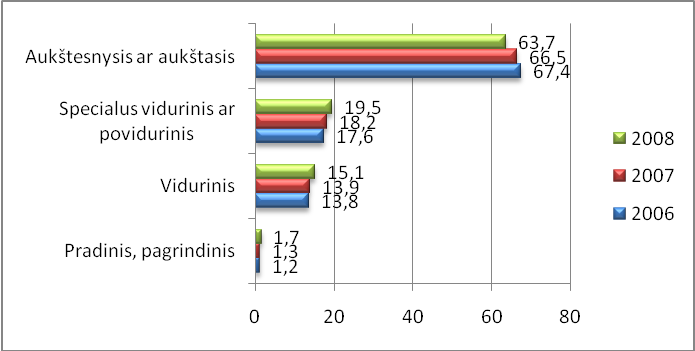 Aukštesnysis ar aukštasis
63,7
66,5
67,4
Specialus vidurinis ar
povidurinis
19,5
18,2
17,6
Vidurinis
15,1
13,9
13,8
Pradinis, pagrindinis
1,7
1,3
1,2
0 20 40 60 80
2008
2007
2006